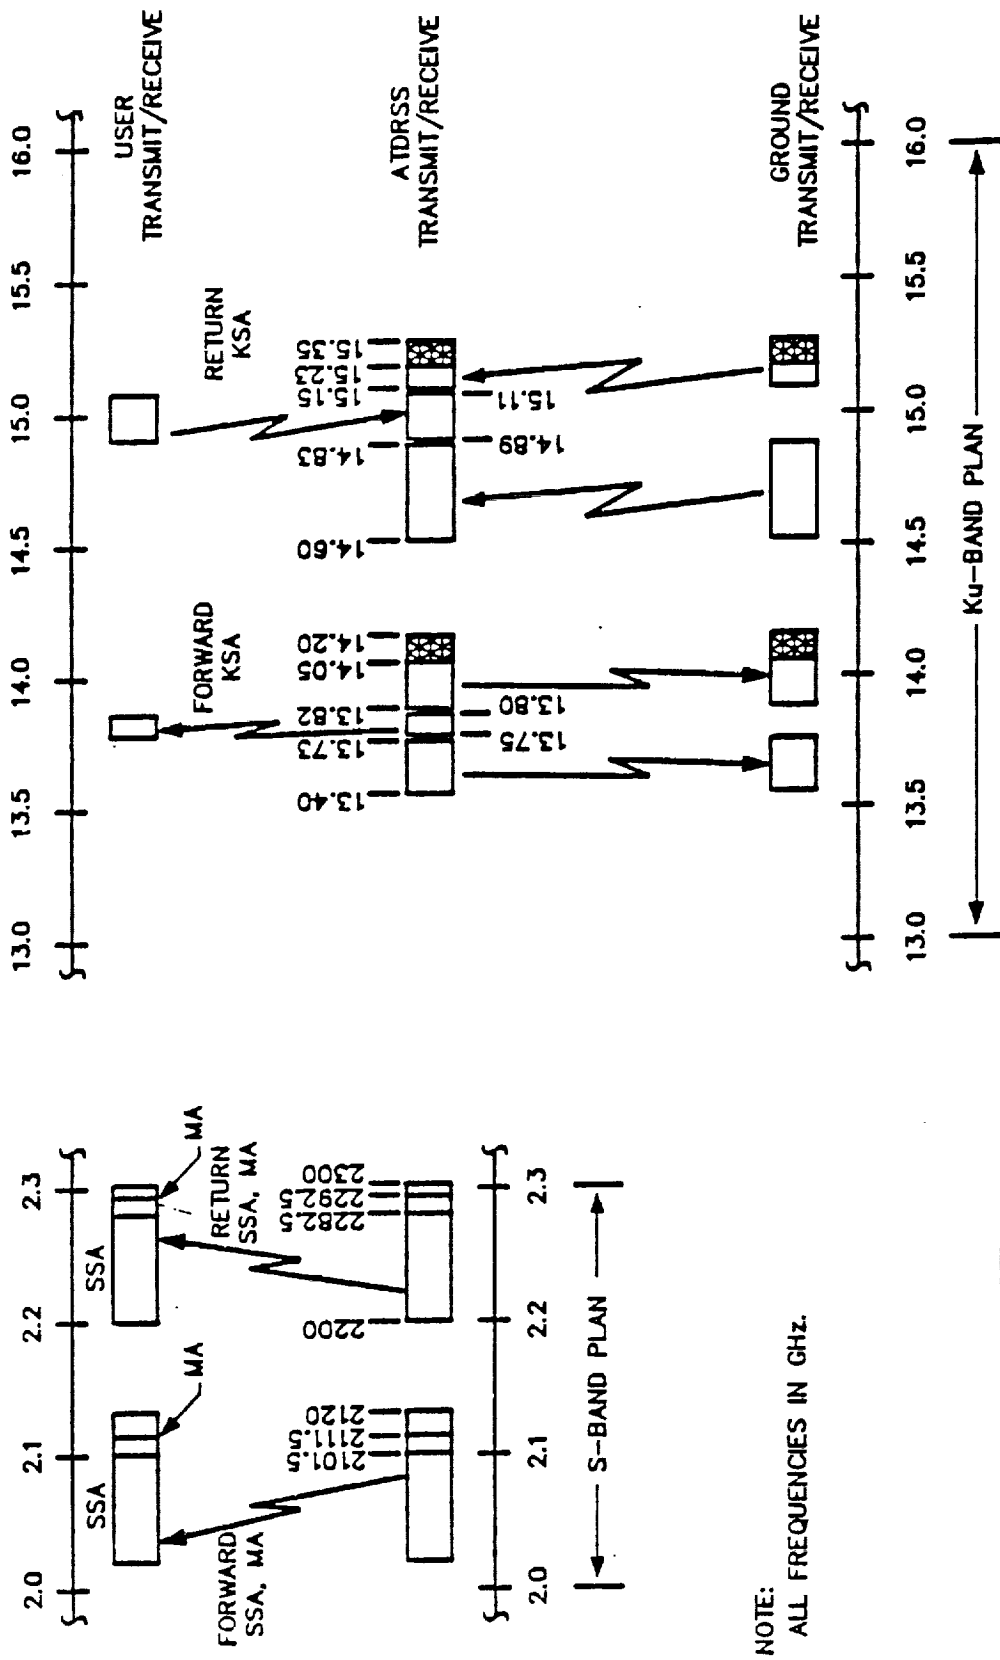 2.0
2.1
2.2
2.3
13.0
13.5
14.0
14.5
15.0
15.5
16.0
SSA
MA
SSA
MA
USER
TRANSMIT/RECEIVE
FORWARD
SSA, MA
RETURN
SSA, MA
FORWARD
KSA
RETURN
KSA
2101.5
2111.5
2120
2200
2282.5
2292.5
2300
13.40
13.73
13.82
14.05
14.20
14.60
14.83
15.15
15.23
15.35
ATDRSS
TRANSMIT/RECEIVE
13.75
13.80
14.89
15.11
2.0
2.1
2.2
2.3
S-BAND PLAN
GROUND
TRANSMIT/RECEIVE
13.0
13.5
14.0
14.5
15.0
15.5
16.0
Ku-BAND PLAN
NOTE:
ALL FREQUENCIES IN GHz.